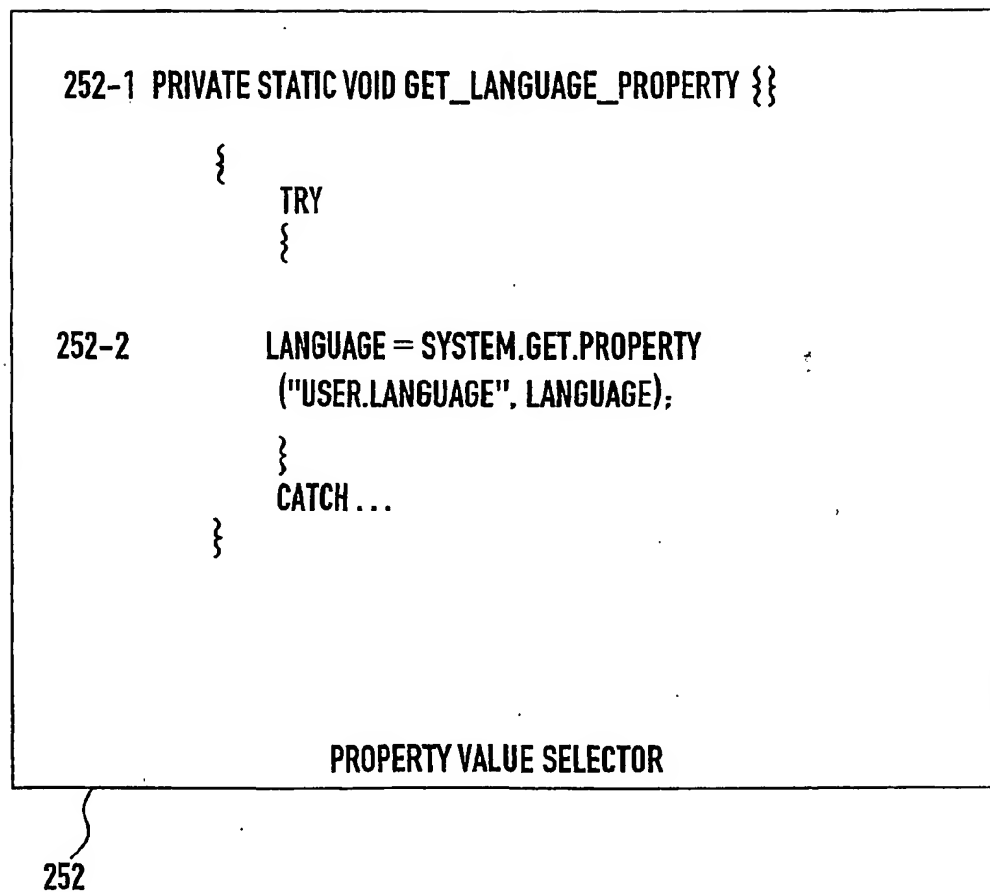 252-1 PRIVATE STATIC VOID GET_LANGUAGE_PROPERTY {}
{
TRY
{
252-2 LANGUAGE = SYSTEM.GET.PROPERTY
("USER.LANGUAGE", LANGUAGE);
}
CATCH ...
}
PROPERTY VALUE SELECTOR
252